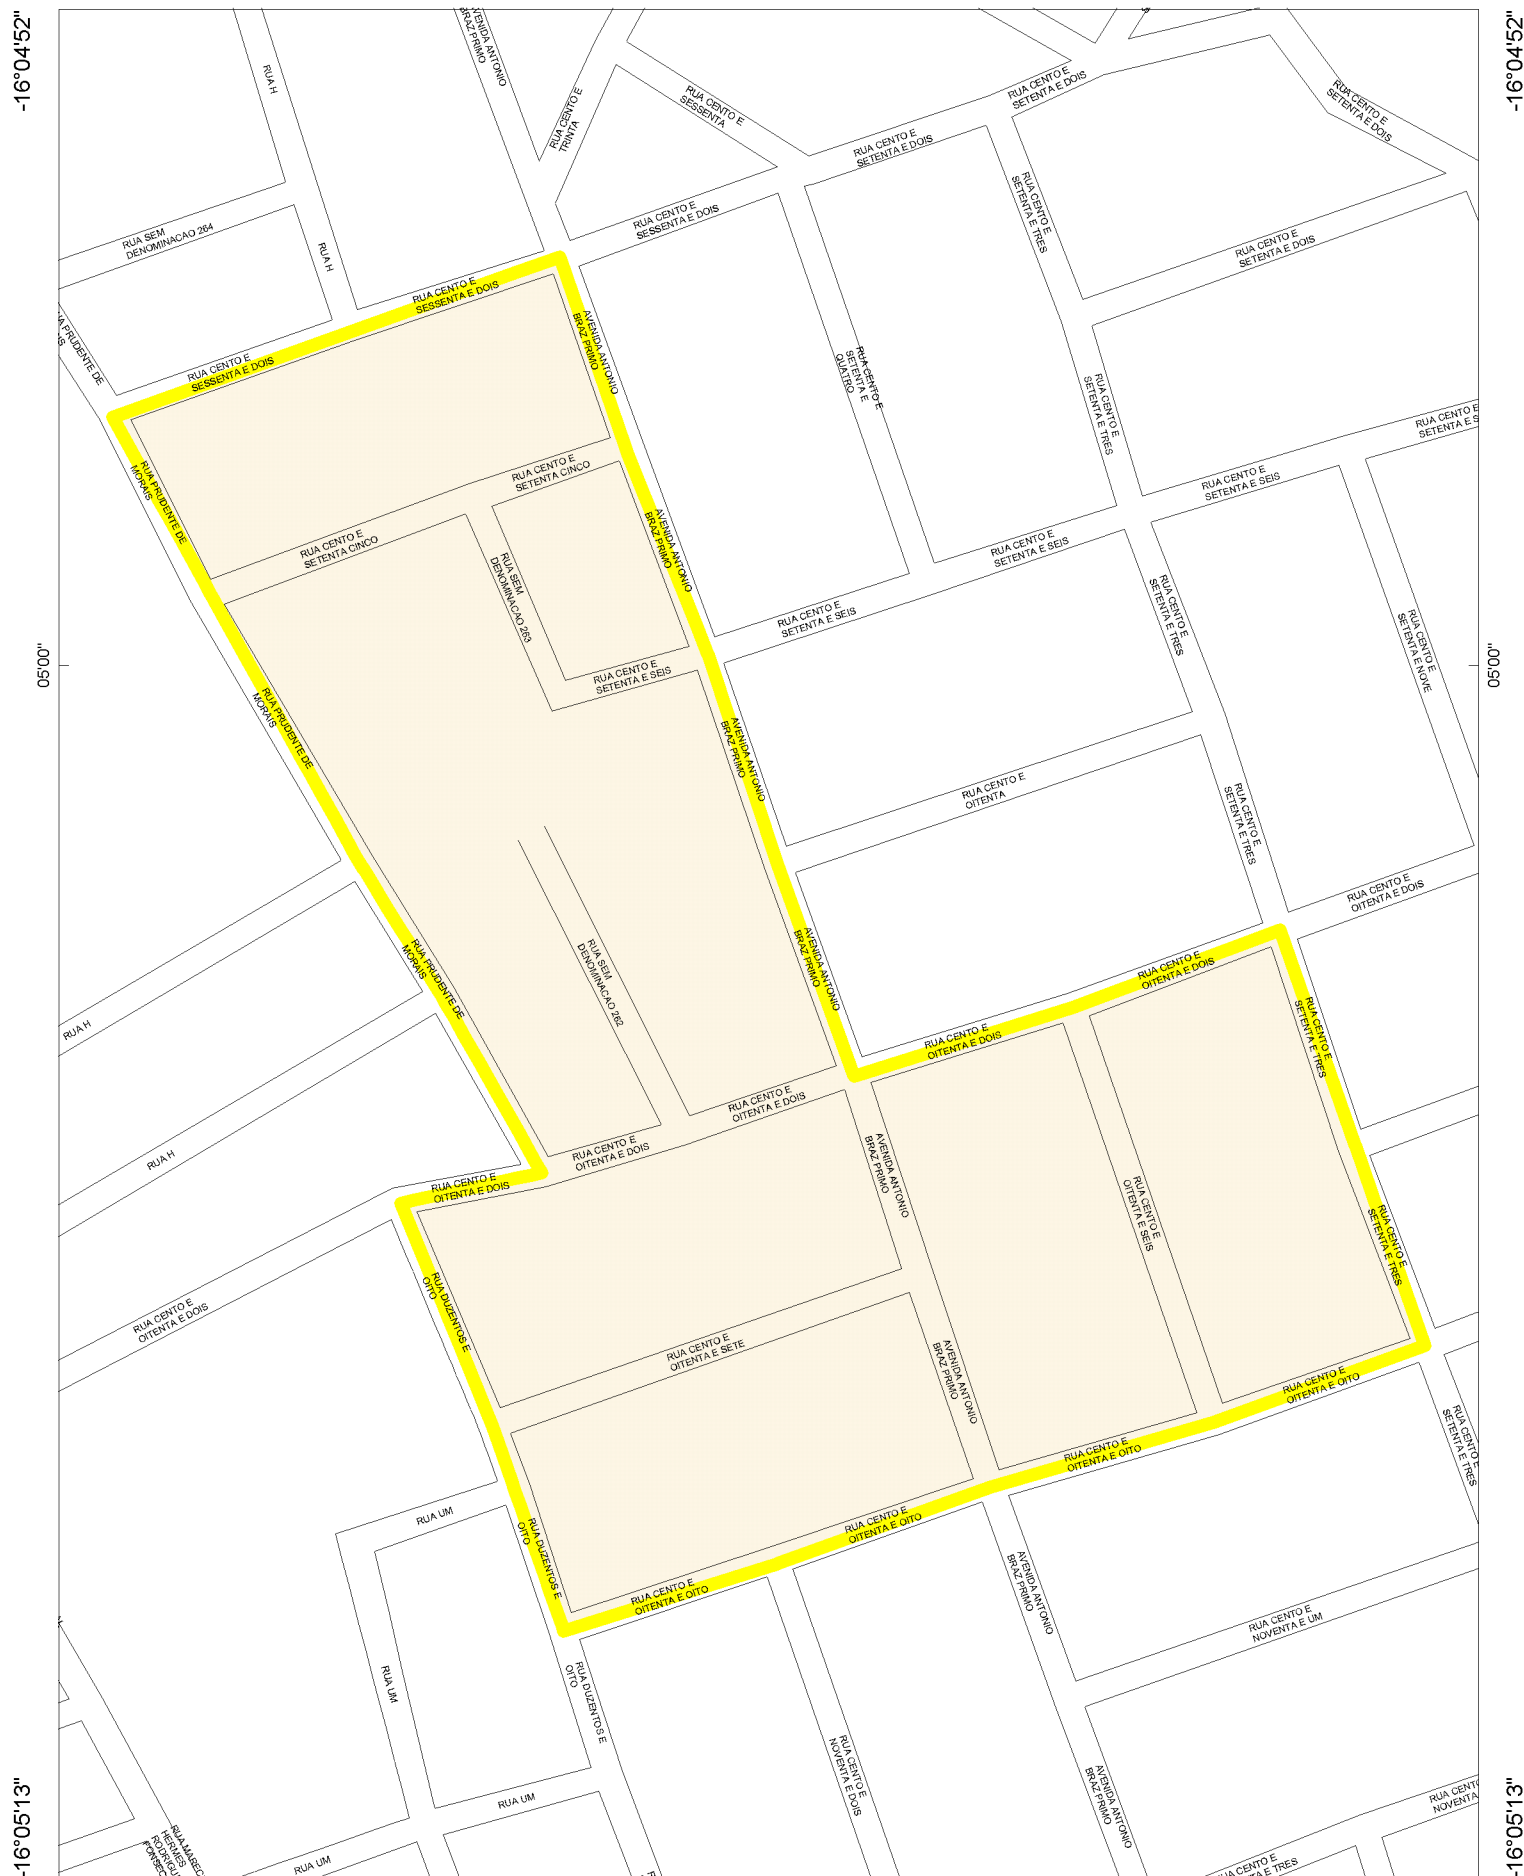 -16°04'52"
-16°04'52"
RUA H
AVENIDA ANTONIO
BRAZ PRIMO
RUA CENTO E
TRINTA
RUA CENTO E
SESSENTA
RUA CENTO E
SETENTA E DOIS
RUA CENTO E
SETENTA E DOIS
RUA CENTO E
SETENTA E DOIS
RUA SEM
DENOMINACAO 264
RUA H
RUA CENTO E
SESSENTA E DOIS
RUA CENTO E
SETENTA E TRES
RUA CENTO E
SETENTA E DOIS
RUA CENTO E
SESSENTA E DOIS
PRUDENTE DE
RUA CENTO E
SESSENTA E DOIS
AVENIDA ANTONIO
BRAZ PRIMO
RUA CENTO E
SETENTA E
QUATRO
RUA CENTO E
SETENTA E TRES
RUA CENTO E
SETENTA E
RUA PRUDENTE DE
MORAIS
RUA CENTO E
SETENTA CINCO
RUA CENTO E
SETENTA E SEIS
RUA CENTO E
SETENTA CINCO
AVENIDA ANTONIO
BRAZ PRIMO
RUA CENTO E
SETENTA E SEIS
RUA SEM
DENOMINACAO 263
RUA CENTO E
SETENTA E SEIS
RUA CENTO E
SETENTA E TRES
RUA CENTO E
SETENTA E NOVE
05'00"
RUA CENTO E
SETENTA E SEIS
05'00"
RUA PRUDENTE DE
MORAIS
AVENIDA ANTONIO
BRAZ PRIMO
RUA CENTO E
OITENTA
RUA CENTO E
SETENTA E TRES
RUA CENTO E
OITENTA E DOIS
RUA PRUDENTE DE
MORAIS
RUA SEM
DENOMINACAO 262
AVENIDA ANTONIO
BRAZ PRIMO
RUA CENTO E
OITENTA E DOIS
RUA H
RUA CENTO E
OITENTA E DOIS
RUA CENTO E
SETENTA E TRES
RUA CENTO E
OITENTA E DOIS
RUA H
RUA CENTO E
OITENTA E DOIS
RUA CENTO E
OITENTA E DOIS
AVENIDA ANTONIO
BRAZ PRIMO
RUA CENTO E
OITENTA E SEIS
RUA CENTO E
SETENTA E TRES
RUA CENTO E
OITENTA E DOIS
RUA DUZENTOS E
OITO
RUA CENTO E
OITENTA E SETE
AVENIDA ANTONIO
BRAZ PRIMO
RUA CENTO E
OITENTA E OITO
RUA CENTO E
SETENTA E TRES
RUA CENTO E
OITENTA E OITO
RUA UM
RUA DUZENTOS E
OITO
RUA CENTO E
OITENTA E OITO
RUA CENTO E
OITENTA E OITO
AVENIDA ANTONIO
BRAZ PRIMO
RUA CENTO E
NOVENTA E UM
RUA UM
RUA DUZENTOS E
OITO
RUA CENTO E
NOVENTA E DOIS
AVENIDA ANTONIO
BRAZ PRIMO
RUA UM
NOVENTA
-16°05'13"
-16°05'13"
HERMES
RUA UM
E TRES